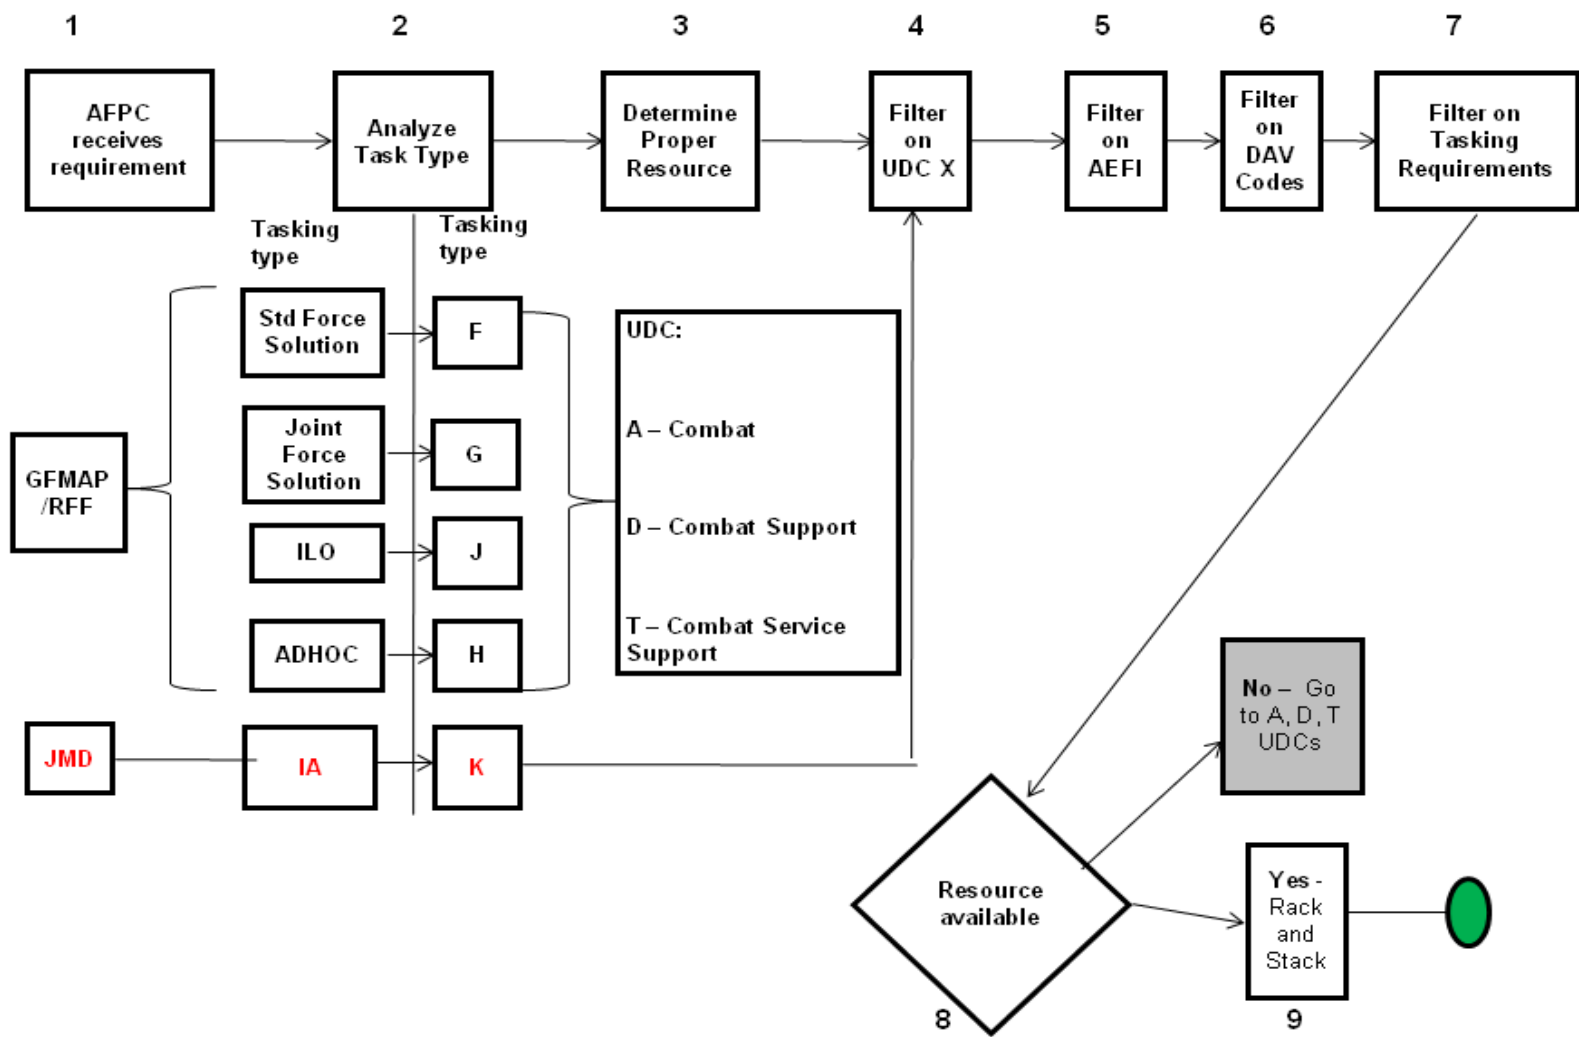 1
2
3
4
5
6
7
AFPC
receives
requirement
Analyze
Task Type
Determine
Proper
Resource
Filter
on
UDC X
Filter
on
AEFI
Filter
on
DAV
Codes
Filter on
Tasking
Requirements
Tasking
type
Tasking
type
GFMAP
/RFF
Std Force
Solution
F
Joint
Force
Solution
G
ILO
J
ADHOC
H
JMD
IA
K
UDC:
A – Combat
D – Combat Support
T – Combat Service
Support
No – Go
to A, D, T
UDCs
Resource
available
8
Yes -
Rack
and
Stack
9